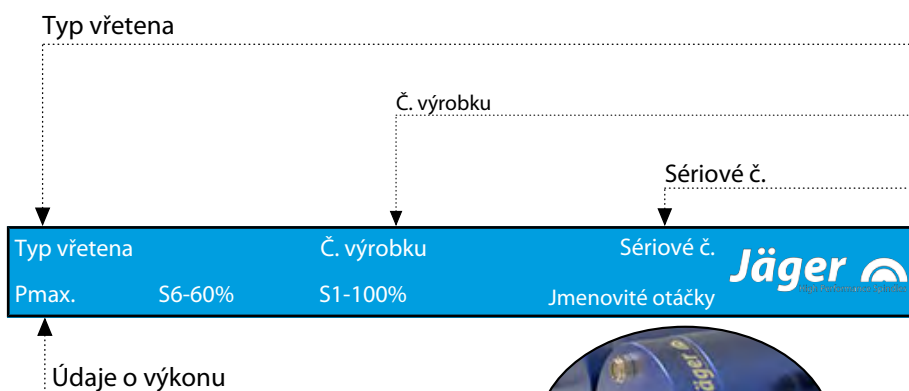 Typ vřetena
Č. výrobku
Sériové č.
Typ vřetena Č. výrobku Sériové č.
Jäger
Pmax. S6-60% S1-100% Jmenovité otáčky
Údaje o výkonu